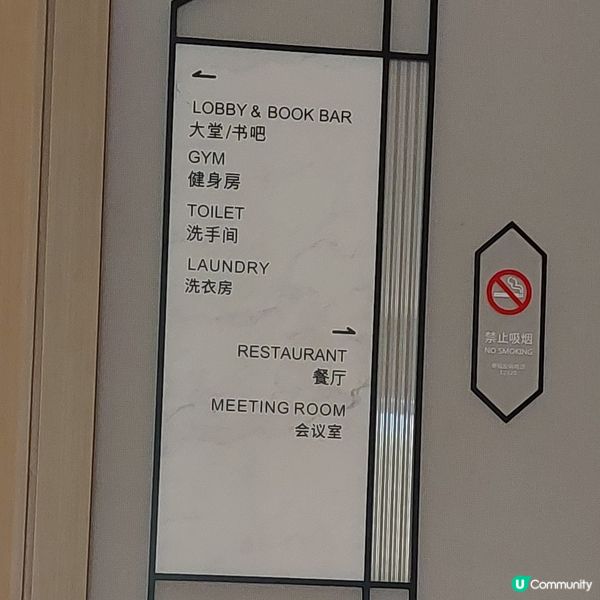 LOBBY & BOOK BAR
大堂/书吧
GYM
健身房
TOILET
洗手间
LAUNDRY
洗衣房
RESTAURANT
餐厅
MEETING ROOM
会议室
禁止吸烟
NO SMOKING
12320
U Community